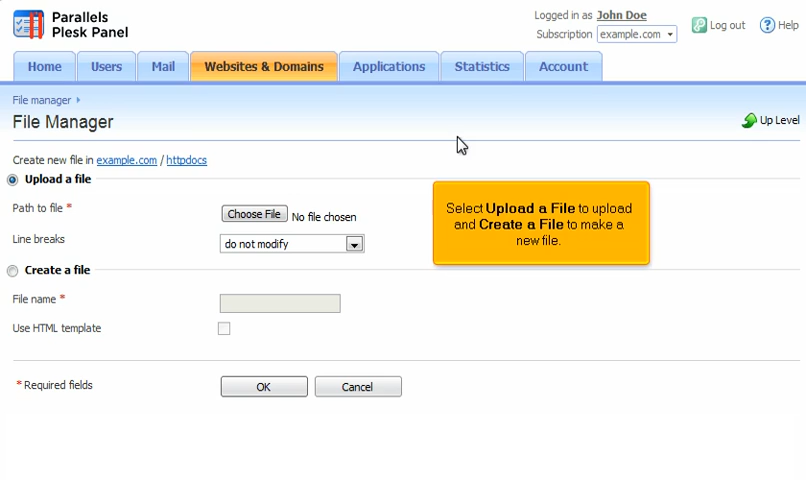 Parallels
Plesk Panel
Logged in as John Doe
Subscription example.com
Log out
Help
Home
Users
Mail
Websites & Domains
Applications
Statistics
Account
File manager
File Manager
Up Level
Create new file in example.com / httpdocs
Upload a file
Path to file *
Choose File No file chosen
Line breaks
do not modify
Select Upload a File to upload
and Create a File to make a
new file.
Create a file
File name *
Use HTML template
* Required fields
OK
Cancel